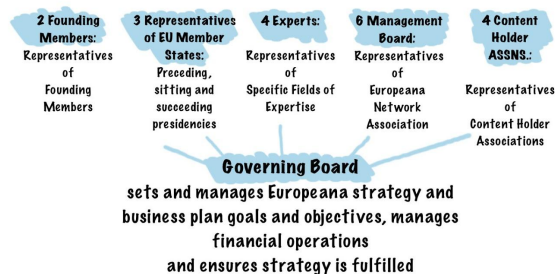 2 Founding
Members:
Representatives
of
Founding
Members
3 Representatives
of EU Member
States:
Preceding,
sitting and
succeeding
presidencies
4 Experts:
Representatives
of
Specific Fields of
Expertise
6 Management
Board:
Representatives
of
Europeana
Network
Association
4 Content
Holder
ASSNS.:
Representatives
of
Content Holder
Associations
Governing Board
sets and manages Europeana strategy and
business plan goals and objectives, manages
financial operations
and ensures strategy is fulfilled